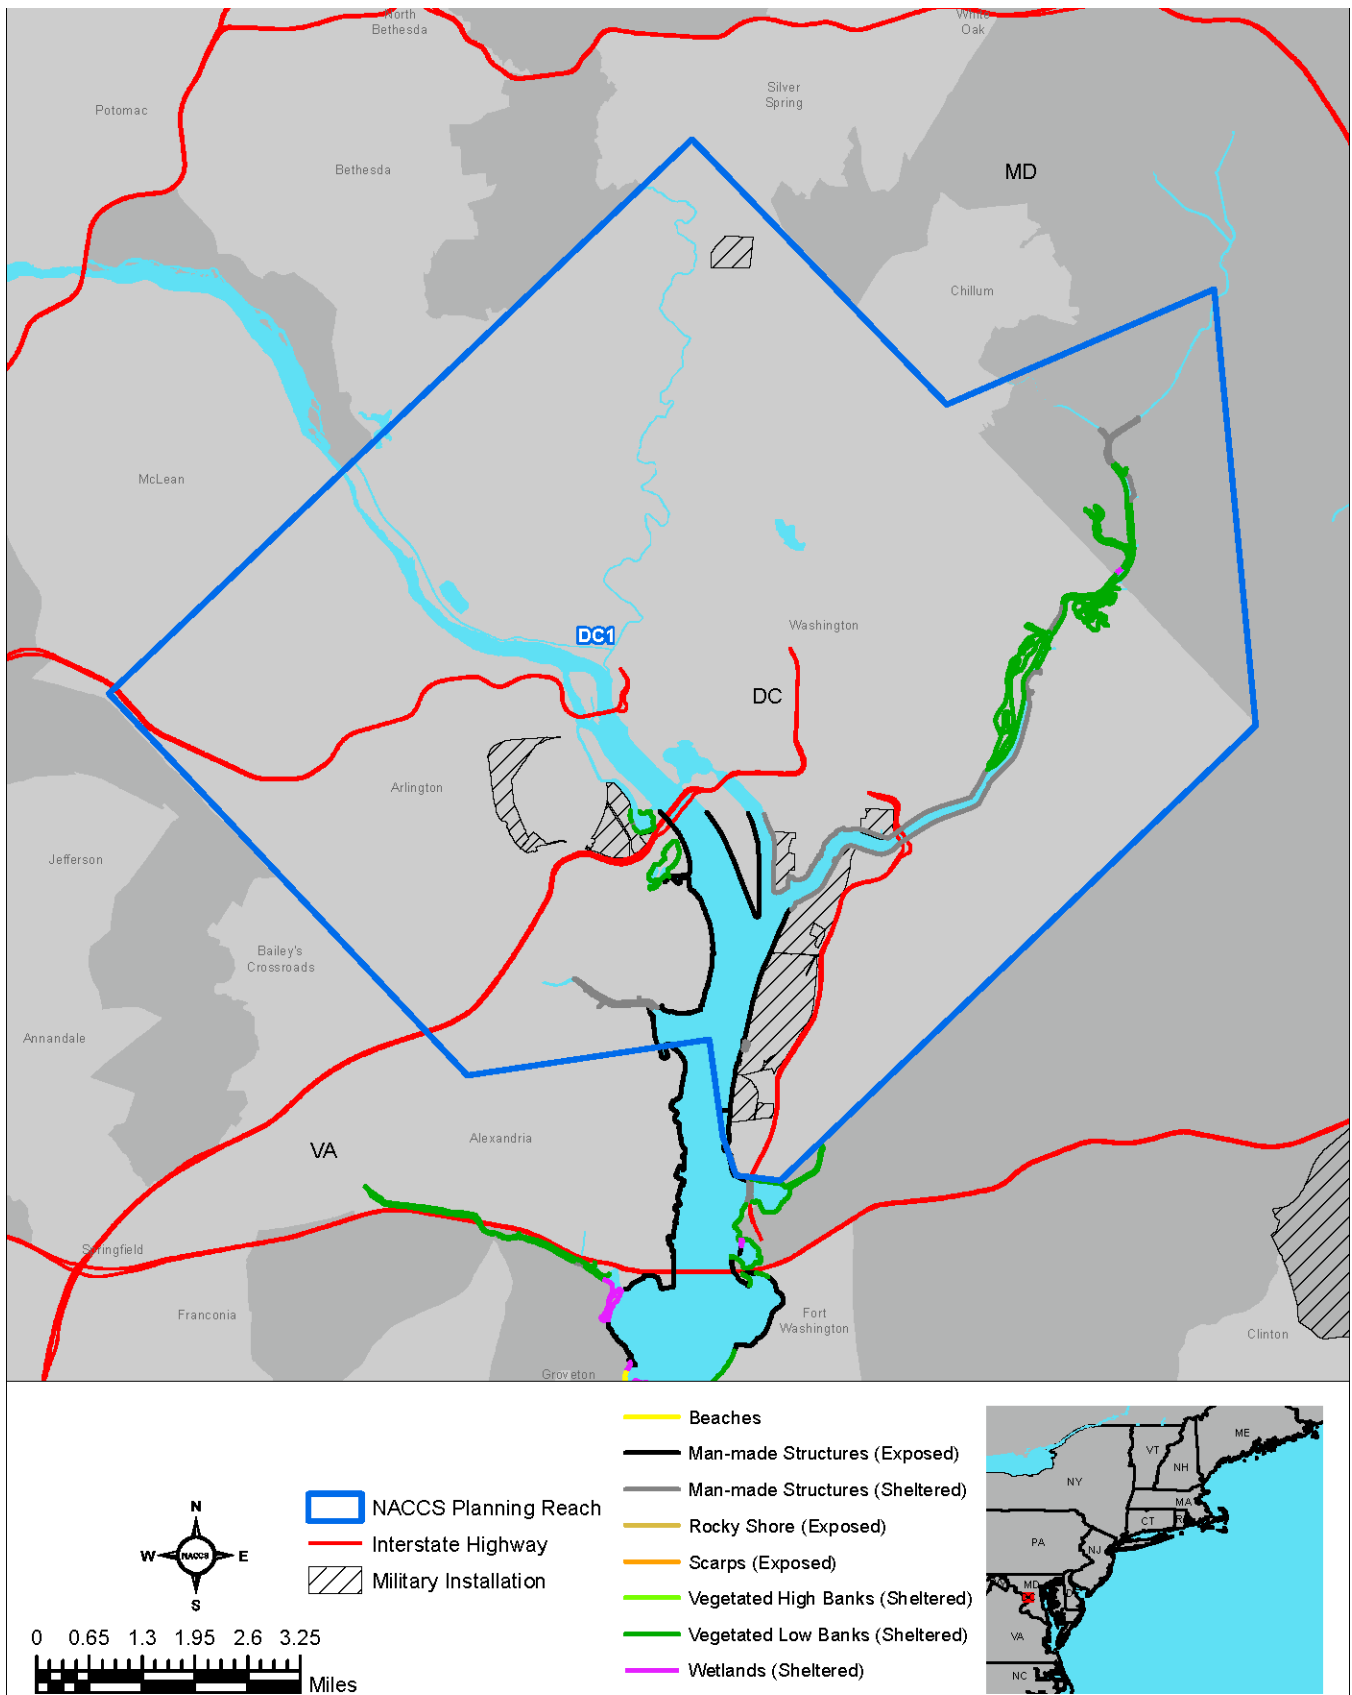 North
Bethesda
White
Oak
Silver
Spring
Potomac
Bethesda
MD
Chillum
McLean
DC1
Washington
DC
Arlington
Jefferson
Bailey's
Crossroads
Annandale
Alexandria
VA
Springfield
Franconia
Fort
Washington
Clinton
Groveton
N
W
NACCS
E
S
0 0.65 1.3 1.95 2.6 3.25
Miles
NACCS Planning Reach
Interstate Highway
Military Installation
Beaches
Man-made Structures (Exposed)
Man-made Structures (Sheltered)
Rocky Shore (Exposed)
Scarps (Exposed)
Vegetated High Banks (Sheltered)
Vegetated Low Banks (Sheltered)
Wetlands (Sheltered)
ME
VT
NH
NY
MA
CT
PA
NJ
MD
VA
NC